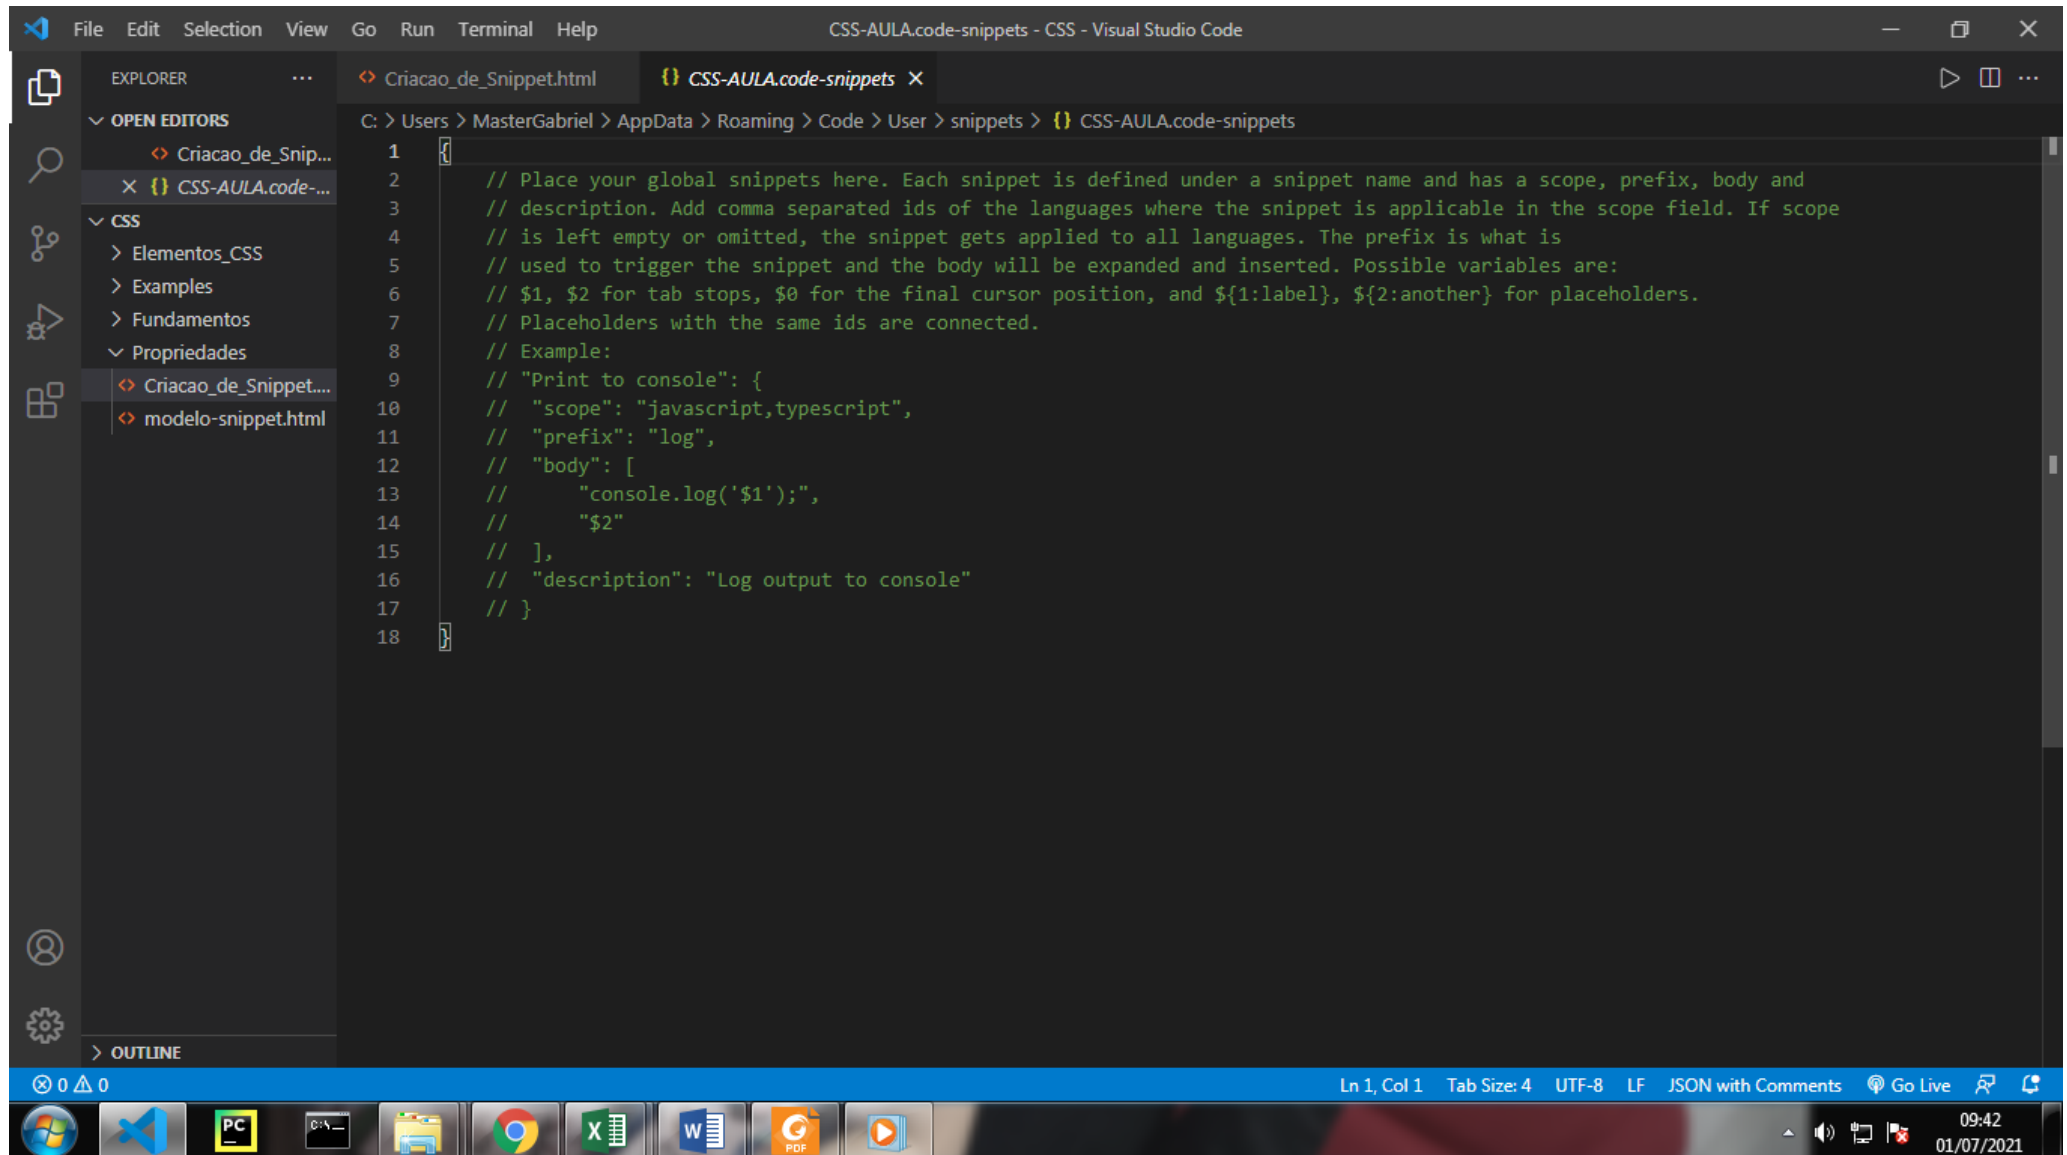 File Edit Selection View Go Run Terminal Help
CSS-AULA.code-snippets - CSS - Visual Studio Code
EXPLORER
Criacao_de_Snippet.html
{} CSS-AULA.code-snippets
OPEN EDITORS
C: > Users > MasterGabriel > AppData > Roaming > Code > User > snippets > {} CSS-AULA.code-snippets
Criacao_de_Snip...
{} CSS-AULA.code-...
CSS
Elementos_CSS
Examples
Fundamentos
Propriedades
Criacao_de_Snippet....
modelo-snippet.html
OUTLINE
1 {
2 // Place your global snippets here. Each snippet is defined under a snippet name and has a scope, prefix, body and
3 // description. Add comma separated ids of the languages where the snippet is applicable in the scope field. If scope
4 // is left empty or omitted, the snippet gets applied to all languages. The prefix is what is
5 // used to trigger the snippet and the body will be expanded and inserted. Possible variables are:
6 // $1, $2 for tab stops, $0 for the final cursor position, and ${1:label}, ${2:another} for placeholders.
7 // Placeholders with the same ids are connected.
8 // Example:
9 // "Print to console": {
10 // "scope": "javascript,typescript",
11 // "prefix": "log",
12 // "body": [
13 // "console.log('$1');",
14 // "$2"
15 // ],
16 // "description": "Log output to console"
17 // }
18 }
0 0
Ln 1, Col 1 Tab Size: 4 UTF-8 LF JSON with Comments Go Live
PC
C:\_
X
W
PDF
09:42
01/07/2021